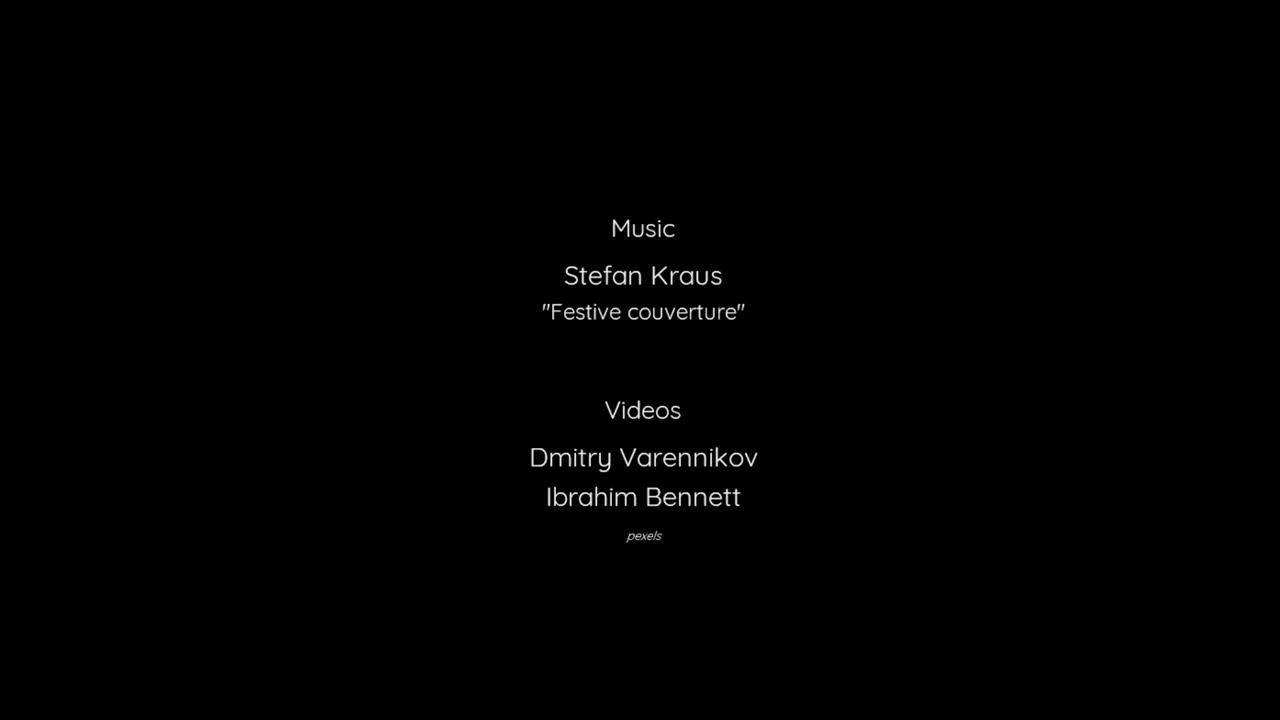 Music
Stefan Kraus
"Festive couverture"
Videos
Dmitry Varennikov
Ibrahim Bennett
pexels